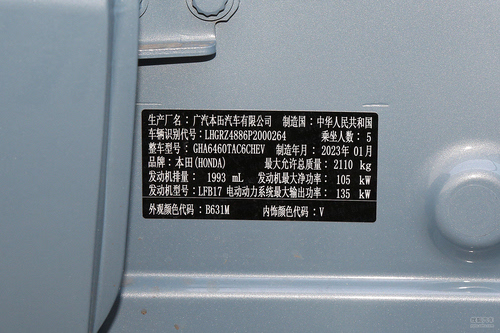 生产厂名：广汽本田汽车有限公司 制造国：中华人民共和国
车辆识别代号：LHGRZ4886P2000264 乘坐人数：5
整车型号：GHA6460TAC6CHEV 制造年月：2023年01月
品牌：本田(HONDA) 最大允许总质量：2110 kg
发动机排量：1993 mL 发动机最大净功率：105 kW
发动机型号：LFB17 电动动力系统最大输出功率：135 kW
外观颜色代码：B631M 内饰颜色代码：V